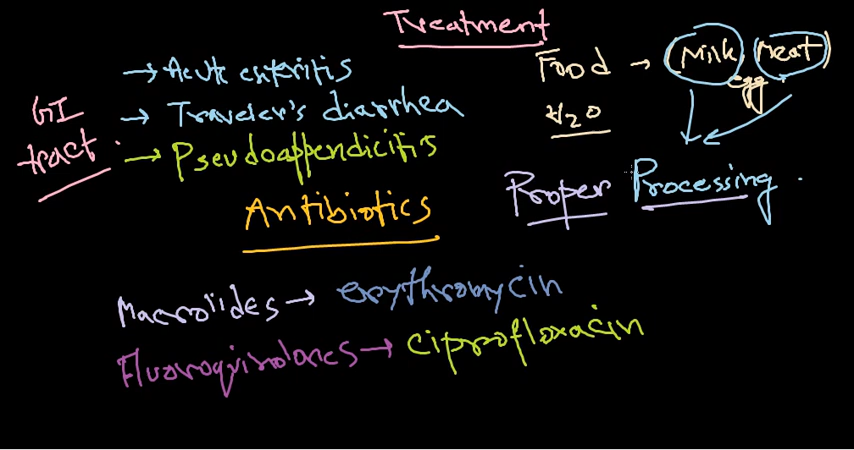 Treatment
→ Acute enteritis
GI tract.
→ Traveler's diarrhea
→ Pseudoappendicitis
Food → (Milk, Meat)
egg
H2O
Proper Processing.
Antibiotics
Macrolides → erythromycin
Fluoroquinolones → ciprofloxacin